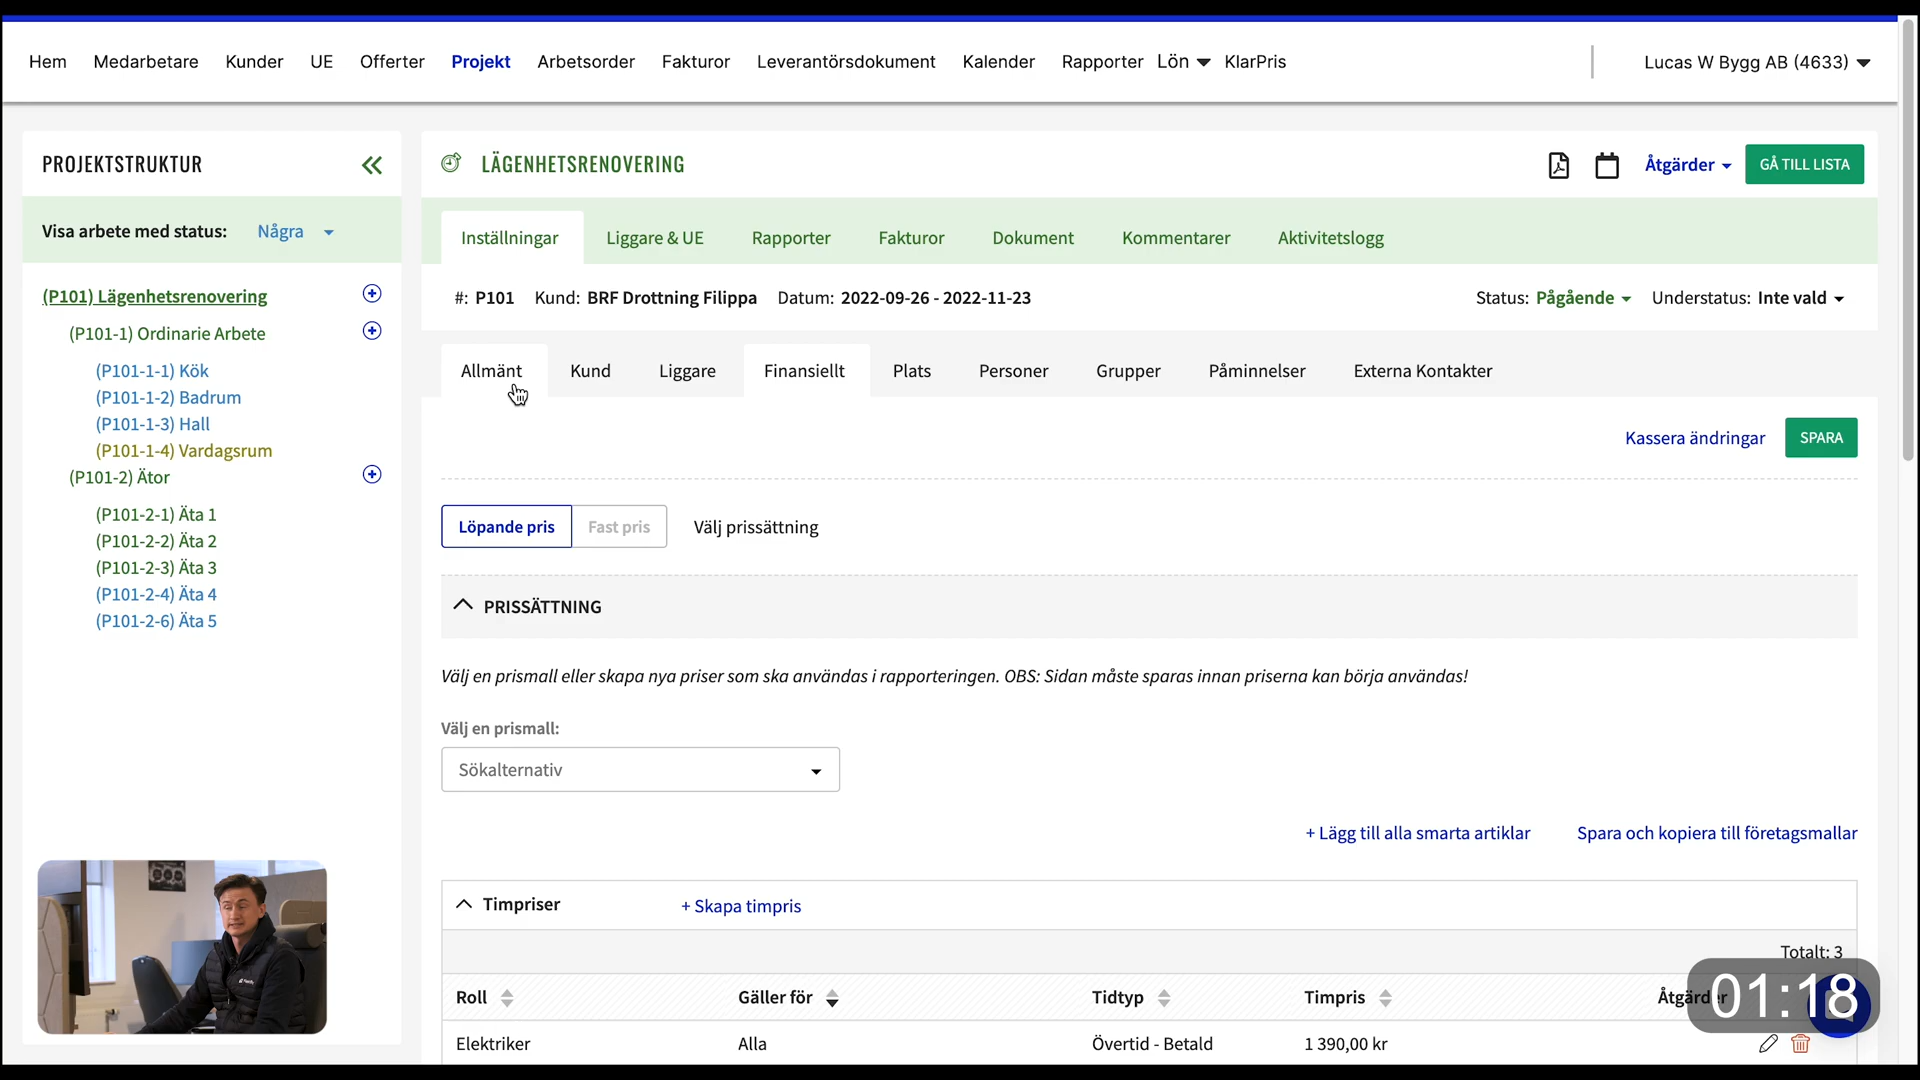 Hem Medarbetare Kunder UE Offerter Projekt Arbetsorder Fakturor Leverantörsdokument Kalender Rapporter Lön KlarPris Lucas W Bygg AB (4633)
PROJEKTSTRUKTUR
Visa arbete med status: Några
(P101) Lägenhetsrenovering
(P101-1) Ordinarie Arbete
(P101-1-1) Kök
(P101-1-2) Badrum
(P101-1-3) Hall
(P101-1-4) Vardagsrum
(P101-2) Ätor
(P101-2-1) Äta 1
(P101-2-2) Äta 2
(P101-2-3) Äta 3
(P101-2-4) Äta 4
(P101-2-6) Äta 5
LÄGENHETSRENOVERING Åtgärder GÅ TILL LISTA
Inställningar Liggare & UE Rapporter Fakturor Dokument Kommentarer Aktivitetslogg
#: P101 Kund: BRF Drottning Filippa Datum: 2022-09-26 - 2022-11-23 Status: Pågående Understatus: Inte vald
Allmänt Kund Liggare Finansiellt Plats Personer Grupper Påminnelser Externa Kontakter
Kassera ändringar SPARA
Löpande pris Fast pris Välj prissättning
PRISSÄTTNING
Välj en prismall eller skapa nya priser som ska användas i rapporteringen. OBS: Sidan måste sparas innan priserna kan börja användas!
Välj en prismall:
Sökalternativ
+ Lägg till alla smarta artiklar Spara och kopiera till företagsmallar
Timpriser + Skapa timpris
Totalt: 3
Roll Gäller för Tidtyp Timpris Åtgärder
01:18
Elektriker Alla Övertid - Betald 1 390,00 kr